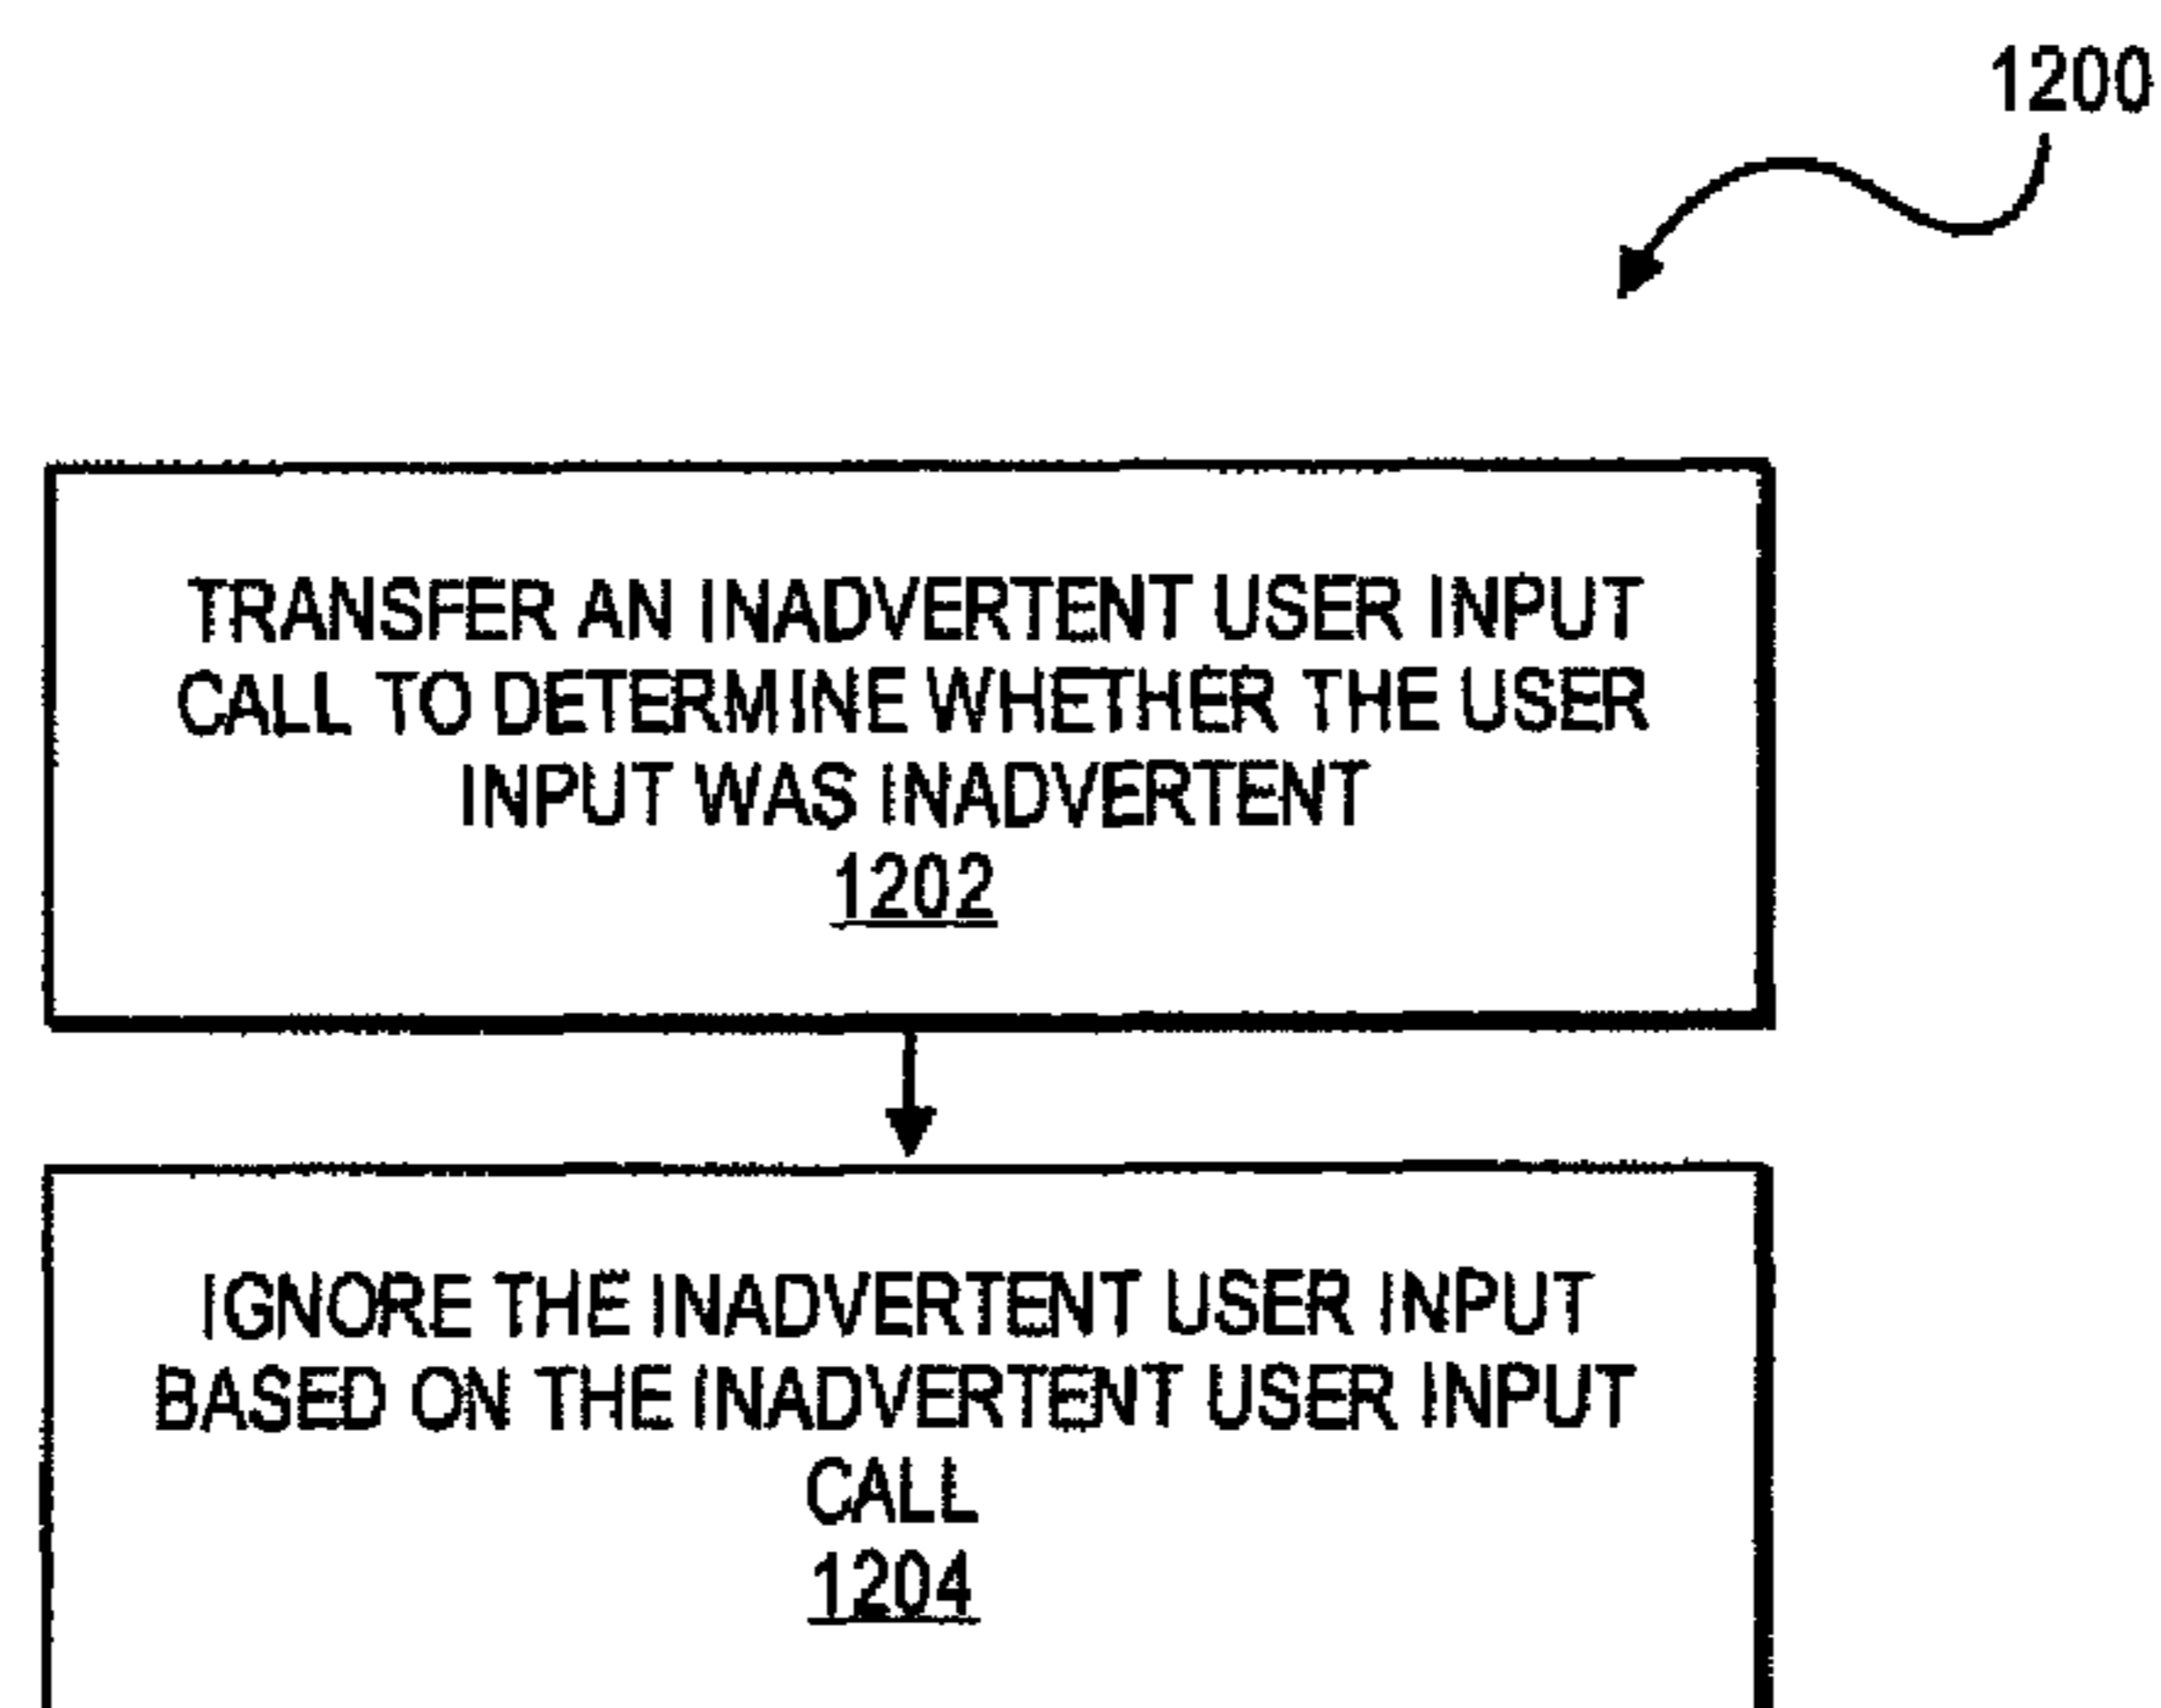 1200
TRANSFER AN INADVERTENT USER INPUT
CALL TO DETERMINE WHETHER THE USER
INPUT WAS INADVERTENT
1202
IGNORE THE INADVERTENT USER INPUT
BASED ON THE INADVERTENT USER INPUT
CALL
1204